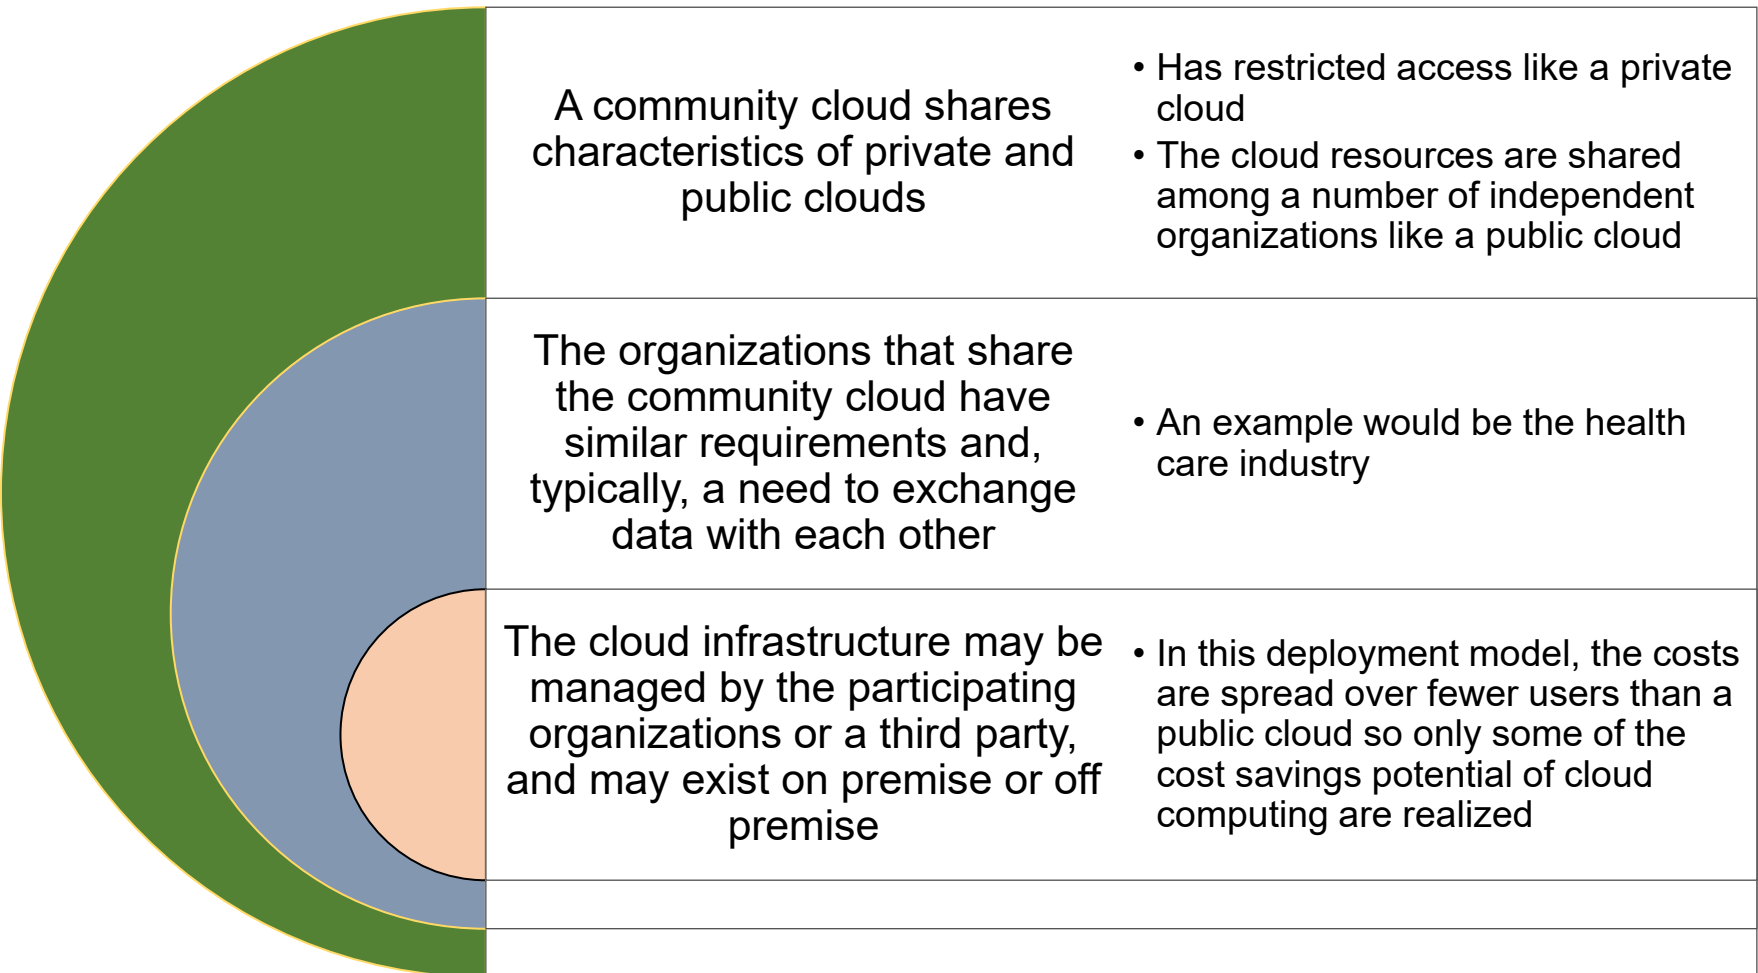 A community cloud shares
characteristics of private and
public clouds
• Has restricted access like a private
cloud
• The cloud resources are shared
among a number of independent
organizations like a public cloud
The organizations that share
the community cloud have
similar requirements and,
typically, a need to exchange
data with each other
• An example would be the health
care industry
The cloud infrastructure may be
managed by the participating
organizations or a third party,
and may exist on premise or off
premise
• In this deployment model, the costs
are spread over fewer users than a
public cloud so only some of the
cost savings potential of cloud
computing are realized